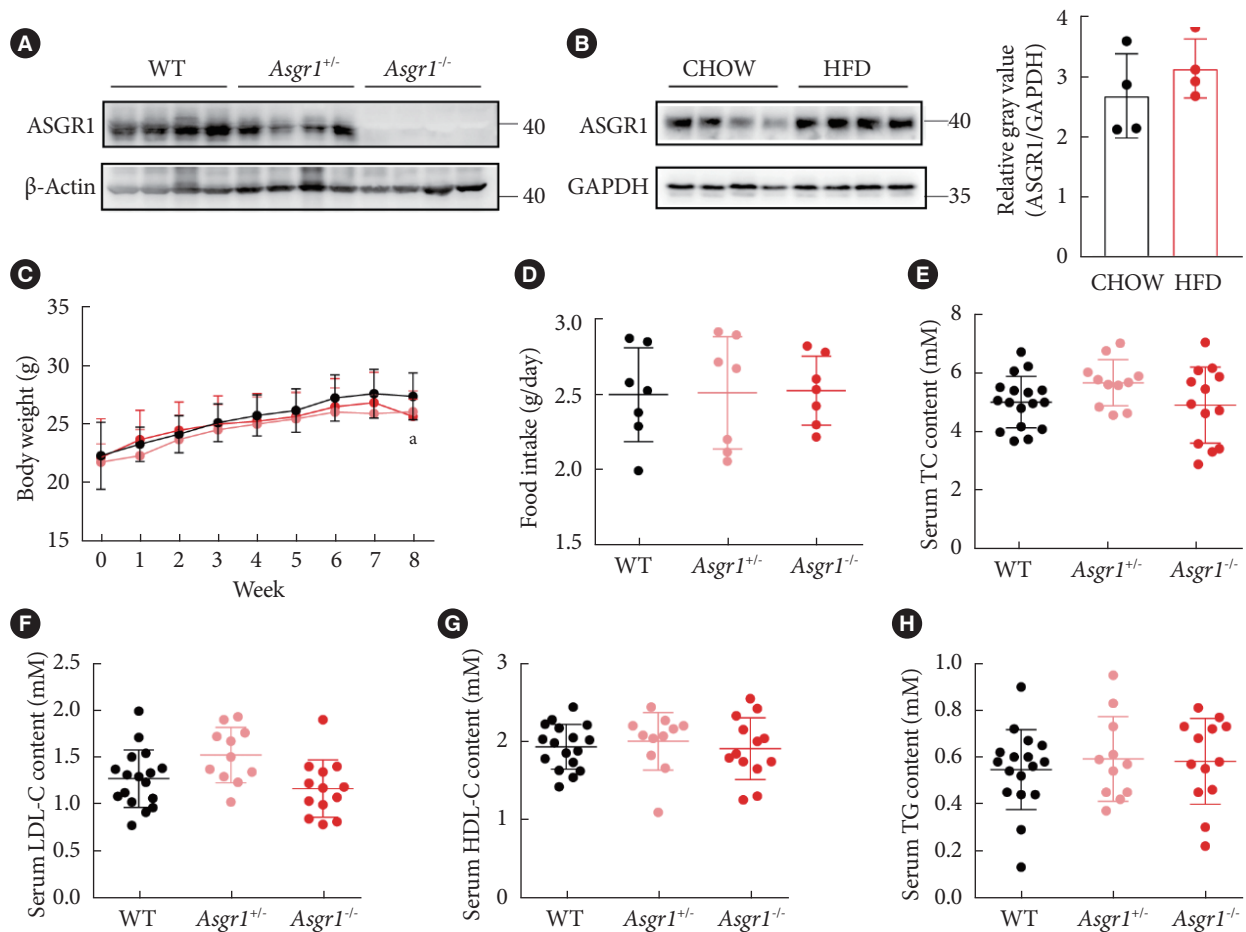 A
WT Asgr1+/- Asgr1-/-
ASGR1 40
β-Actin 40
B
CHOW HFD
ASGR1 40
GAPDH 35
Relative gray value
(ASGR1/GAPDH)
4
3
2
1
0
CHOW HFD
C
Body weight (g)
35
30
25
20
15
a
0 1 2 3 4 5 6 7 8
Week
D
Food intake (g/day)
3.0
2.5
2.0
1.5
WT Asgr1+/- Asgr1-/-
E
Serum TC content (mM)
8
6
4
2
0
WT Asgr1+/- Asgr1-/-
F
Serum LDL-C content (mM)
2.5
2.0
1.5
1.0
0.5
0.0
WT Asgr1+/- Asgr1-/-
G
Serum HDL-C content (mM)
3
2
1
0
WT Asgr1+/- Asgr1-/-
H
Serum TG content (mM)
1.0
0.8
0.6
0.4
0.2
0.0
WT Asgr1+/- Asgr1-/-